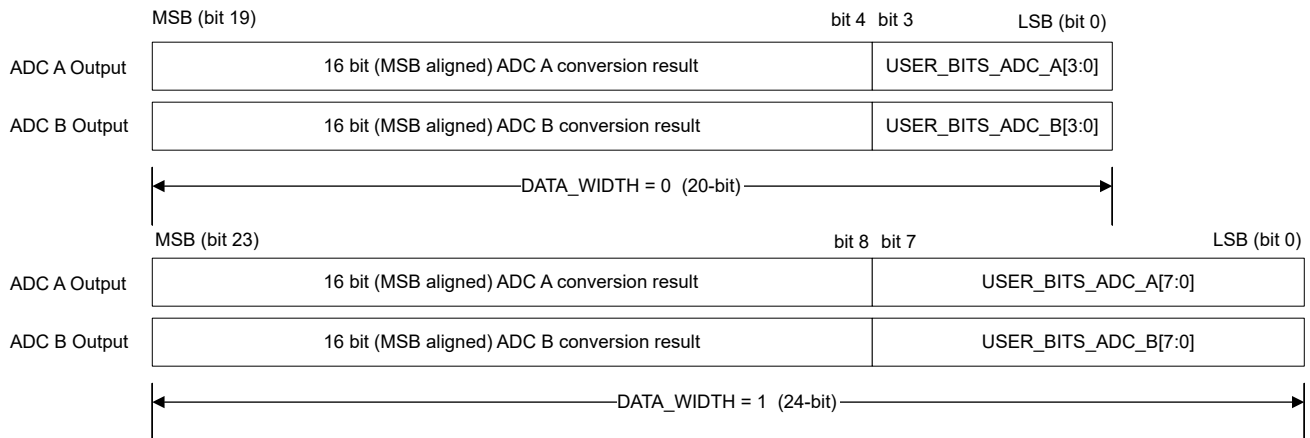 MSB (bit 19) bit 4 bit 3 LSB (bit 0)
ADC A Output 16 bit (MSB aligned) ADC A conversion result USER_BITS_ADC_A[3:0]
ADC B Output 16 bit (MSB aligned) ADC B conversion result USER_BITS_ADC_B[3:0]
DATA_WIDTH = 0 (20-bit)
MSB (bit 23) bit 8 bit 7 LSB (bit 0)
ADC A Output 16 bit (MSB aligned) ADC A conversion result USER_BITS_ADC_A[7:0]
ADC B Output 16 bit (MSB aligned) ADC B conversion result USER_BITS_ADC_B[7:0]
DATA_WIDTH = 1 (24-bit)